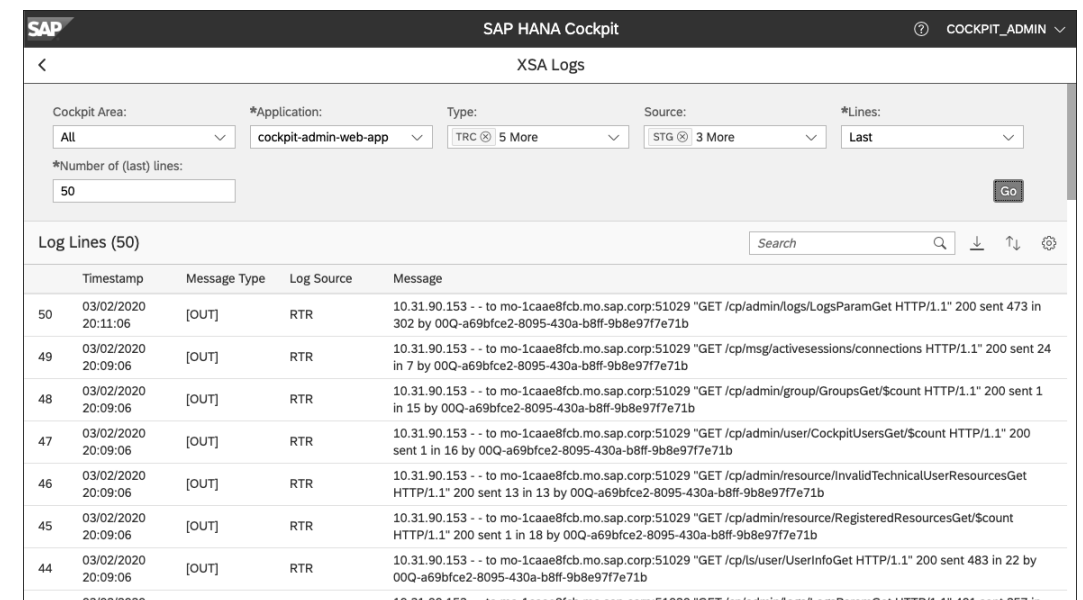 SAP SAP HANA Cockpit COCKPIT_ADMIN
XSA Logs
Cockpit Area: *Application: Type: Source: *Lines:
All cockpit-admin-web-app TRC 5 More STG 3 More Last
*Number of (last) lines:
50 Go
Log Lines (50) Search
Timestamp Message Type Log Source Message
50 03/02/2020 20:11:06 [OUT] RTR 10.31.90.153 - - to mo-1caae8fcb.mo.sap.corp:51029 "GET /cp/admin/logs/LogsParamGet HTTP/1.1" 200 sent 473 in
302 by 00Q-a69bfce2-8095-430a-b8ff-9b8e97f7e71b
49 03/02/2020 20:09:06 [OUT] RTR 10.31.90.153 - - to mo-1caae8fcb.mo.sap.corp:51029 "GET /cp/msg/activesessions/connections HTTP/1.1" 200 sent 24
in 7 by 00Q-a69bfce2-8095-430a-b8ff-9b8e97f7e71b
48 03/02/2020 20:09:06 [OUT] RTR 10.31.90.153 - - to mo-1caae8fcb.mo.sap.corp:51029 "GET /cp/admin/group/GroupsGet/$count HTTP/1.1" 200 sent 1
in 15 by 00Q-a69bfce2-8095-430a-b8ff-9b8e97f7e71b
47 03/02/2020 20:09:06 [OUT] RTR 10.31.90.153 - - to mo-1caae8fcb.mo.sap.corp:51029 "GET /cp/admin/user/CockpitUsersGet/$count HTTP/1.1" 200
sent 1 in 16 by 00Q-a69bfce2-8095-430a-b8ff-9b8e97f7e71b
46 03/02/2020 20:09:06 [OUT] RTR 10.31.90.153 - - to mo-1caae8fcb.mo.sap.corp:51029 "GET /cp/admin/resource/InvalidTechnicalUserResourcesGet
HTTP/1.1" 200 sent 13 in 13 by 00Q-a69bfce2-8095-430a-b8ff-9b8e97f7e71b
45 03/02/2020 20:09:06 [OUT] RTR 10.31.90.153 - - to mo-1caae8fcb.mo.sap.corp:51029 "GET /cp/admin/resource/RegisteredResourcesGet/$count
HTTP/1.1" 200 sent 1 in 18 by 00Q-a69bfce2-8095-430a-b8ff-9b8e97f7e71b
44 03/02/2020 20:09:06 [OUT] RTR 10.31.90.153 - - to mo-1caae8fcb.mo.sap.corp:51029 "GET /cp/ls/user/UserInfoGet HTTP/1.1" 200 sent 483 in 22 by
00Q-a69bfce2-8095-430a-b8ff-9b8e97f7e71b